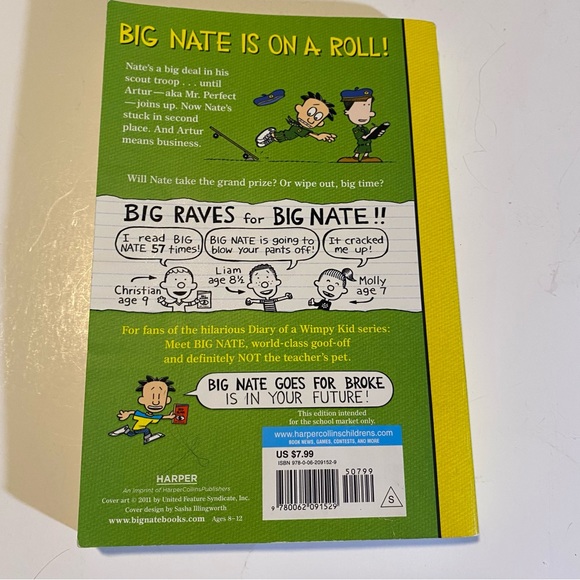 BIG NATE IS ON A ROLL!
Nate's a big deal in his
scout troop . . . until
Artur—aka Mr. Perfect
—joins up. Now Nate's
stuck in second
place. And Artur
means business.
Will Nate take the grand prize? Or wipe out, big time?
BIG RAVES for BIG NATE!!
I read BIG
NATE 57 times!
BIG NATE is going to
blow your pants off!
It cracked
me up!
Christian
age 9
Liam
age 8½
Molly
age 7
For fans of the hilarious Diary of a Wimpy Kid series:
Meet BIG NATE, world-class goof-off
and definitely NOT the teacher's pet.
BIG NATE GOES FOR BROKE
IS IN YOUR FUTURE!
This edition intended
for the school market only.
www.harpercollinschildrens.com
BOOK NEWS, GAMES, CONTESTS, AND MORE
US $7.99
ISBN 978-0-06-209152-9
50799
9 780062 091529
S
HARPER
An Imprint of HarperCollinsPublishers
Cover art © 2011 by United Feature Syndicate, Inc.
Cover design by Sasha Illingworth
www.bignatebooks.com Ages 8–12